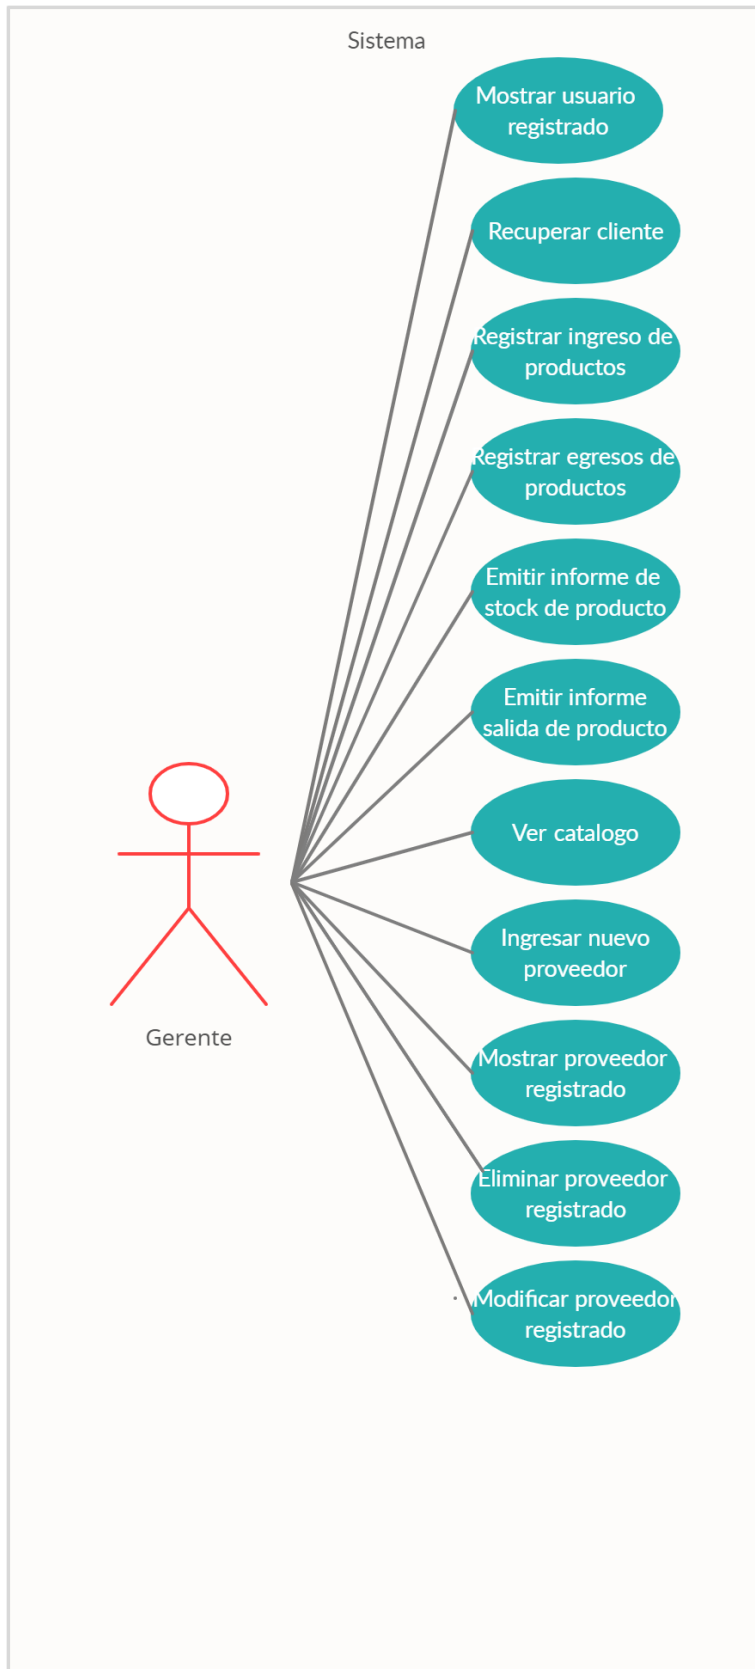 Sistema
Mostrar usuario
registrado
Recuperar cliente
Registrar ingreso de
productos
Registrar egresos de
productos
Emitir informe de
stock de producto
Emitir informe
salida de producto
Ver catalogo
Ingresar nuevo
proveedor
Gerente
Mostrar proveedor
registrado
Eliminar proveedor
registrado
Modificar proveedor
registrado